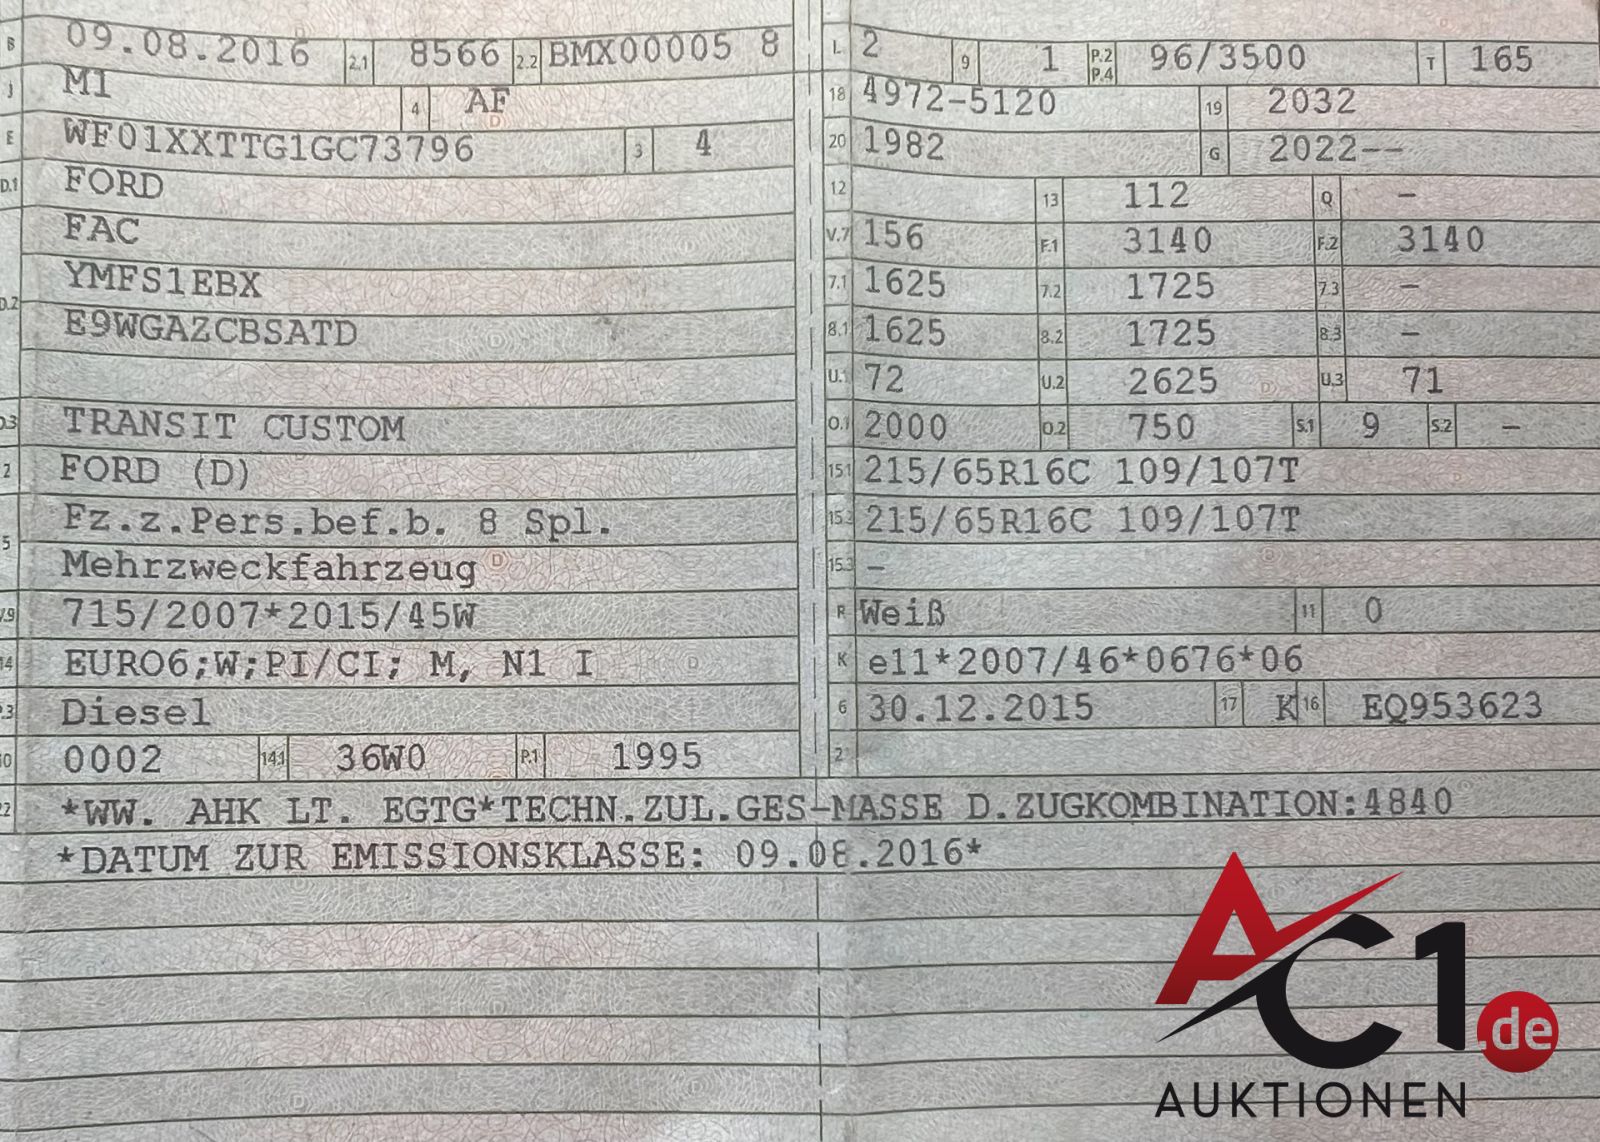 B 09.08.2016 2.1 8566 2.2 BMX00005 8
J M1 4 AF
E WF01XXTTG1GC73796 3 4
D.1 FORD
FAC
D.2 YMFS1EBX
E9WGAZCBSATD
D.3 TRANSIT CUSTOM
2 FORD (D)
5 Fz.z.Pers.bef.b. 8 Spl.
Mehrzweckfahrzeug
V.9 715/2007*2015/45W
14 EURO6;W;PI/CI; M, N1 I
P.3 Diesel
10 0002 14.1 36W0 P.1 1995
L 2 9 1 P.2 P.4 96/3500 T 165
18 4972-5120 19 2032
20 1982 G 2022--
12 13 112 Q -
V.7 156 F.1 3140 F.2 3140
7.1 1625 7.2 1725 7.3 -
8.1 1625 8.2 1725 8.3 -
U.1 72 U.2 2625 U.3 71
O.1 2000 O.2 750 S.1 9 S.2 -
15.1 215/65R16C 109/107T
15.2 215/65R16C 109/107T
15.3 -
R Weiß 11 0
K e11*2007/46*0676*06
6 30.12.2015 17 K 16 EQ953623
21
22 *WW. AHK LT. EGTG*TECHN.ZUL.GES-MASSE D.ZUGKOMBINATION:4840
*DATUM ZUR EMISSIONSKLASSE: 09.08.2016*
AC1.de
AUKTIONEN